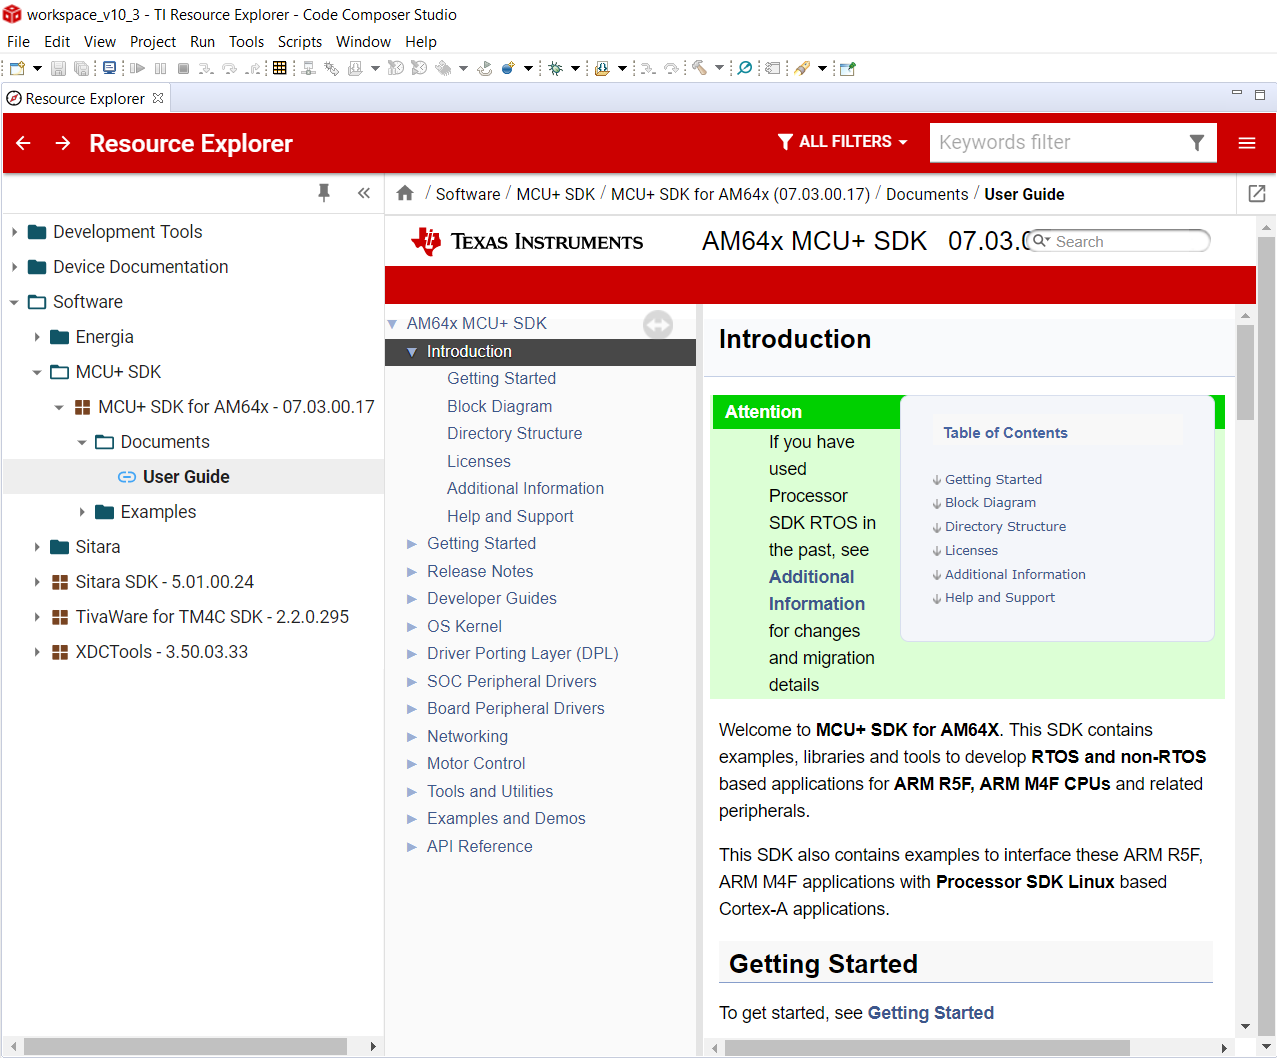 workspace_v10_3 - TI Resource Explorer - Code Composer Studio
File Edit View Project Run Tools Scripts Window Help
Resource Explorer
Resource Explorer
ALL FILTERS
Keywords filter
/ Software / MCU+ SDK / MCU+ SDK for AM64x (07.03.00.17) / Documents / User Guide
Development Tools
Device Documentation
Software
Energia
MCU+ SDK
MCU+ SDK for AM64x - 07.03.00.17
Documents
User Guide
Examples
Sitara
Sitara SDK - 5.01.00.24
TivaWare for TM4C SDK - 2.2.0.295
XDCTools - 3.50.03.33
TEXAS INSTRUMENTS
AM64x MCU+ SDK 07.03.
Search
AM64x MCU+ SDK
Introduction
Getting Started
Block Diagram
Directory Structure
Licenses
Additional Information
Help and Support
Getting Started
Release Notes
Developer Guides
OS Kernel
Driver Porting Layer (DPL)
SOC Peripheral Drivers
Board Peripheral Drivers
Networking
Motor Control
Tools and Utilities
Examples and Demos
API Reference
Introduction
Attention
If you have
used
Processor
SDK RTOS in
the past, see
Additional
Information
for changes
and migration
details
Table of Contents
Getting Started
Block Diagram
Directory Structure
Licenses
Additional Information
Help and Support
Welcome to MCU+ SDK for AM64X. This SDK contains
examples, libraries and tools to develop RTOS and non-RTOS
based applications for ARM R5F, ARM M4F CPUs and related
peripherals.
This SDK also contains examples to interface these ARM R5F,
ARM M4F applications with Processor SDK Linux based
Cortex-A applications.
Getting Started
To get started, see Getting Started